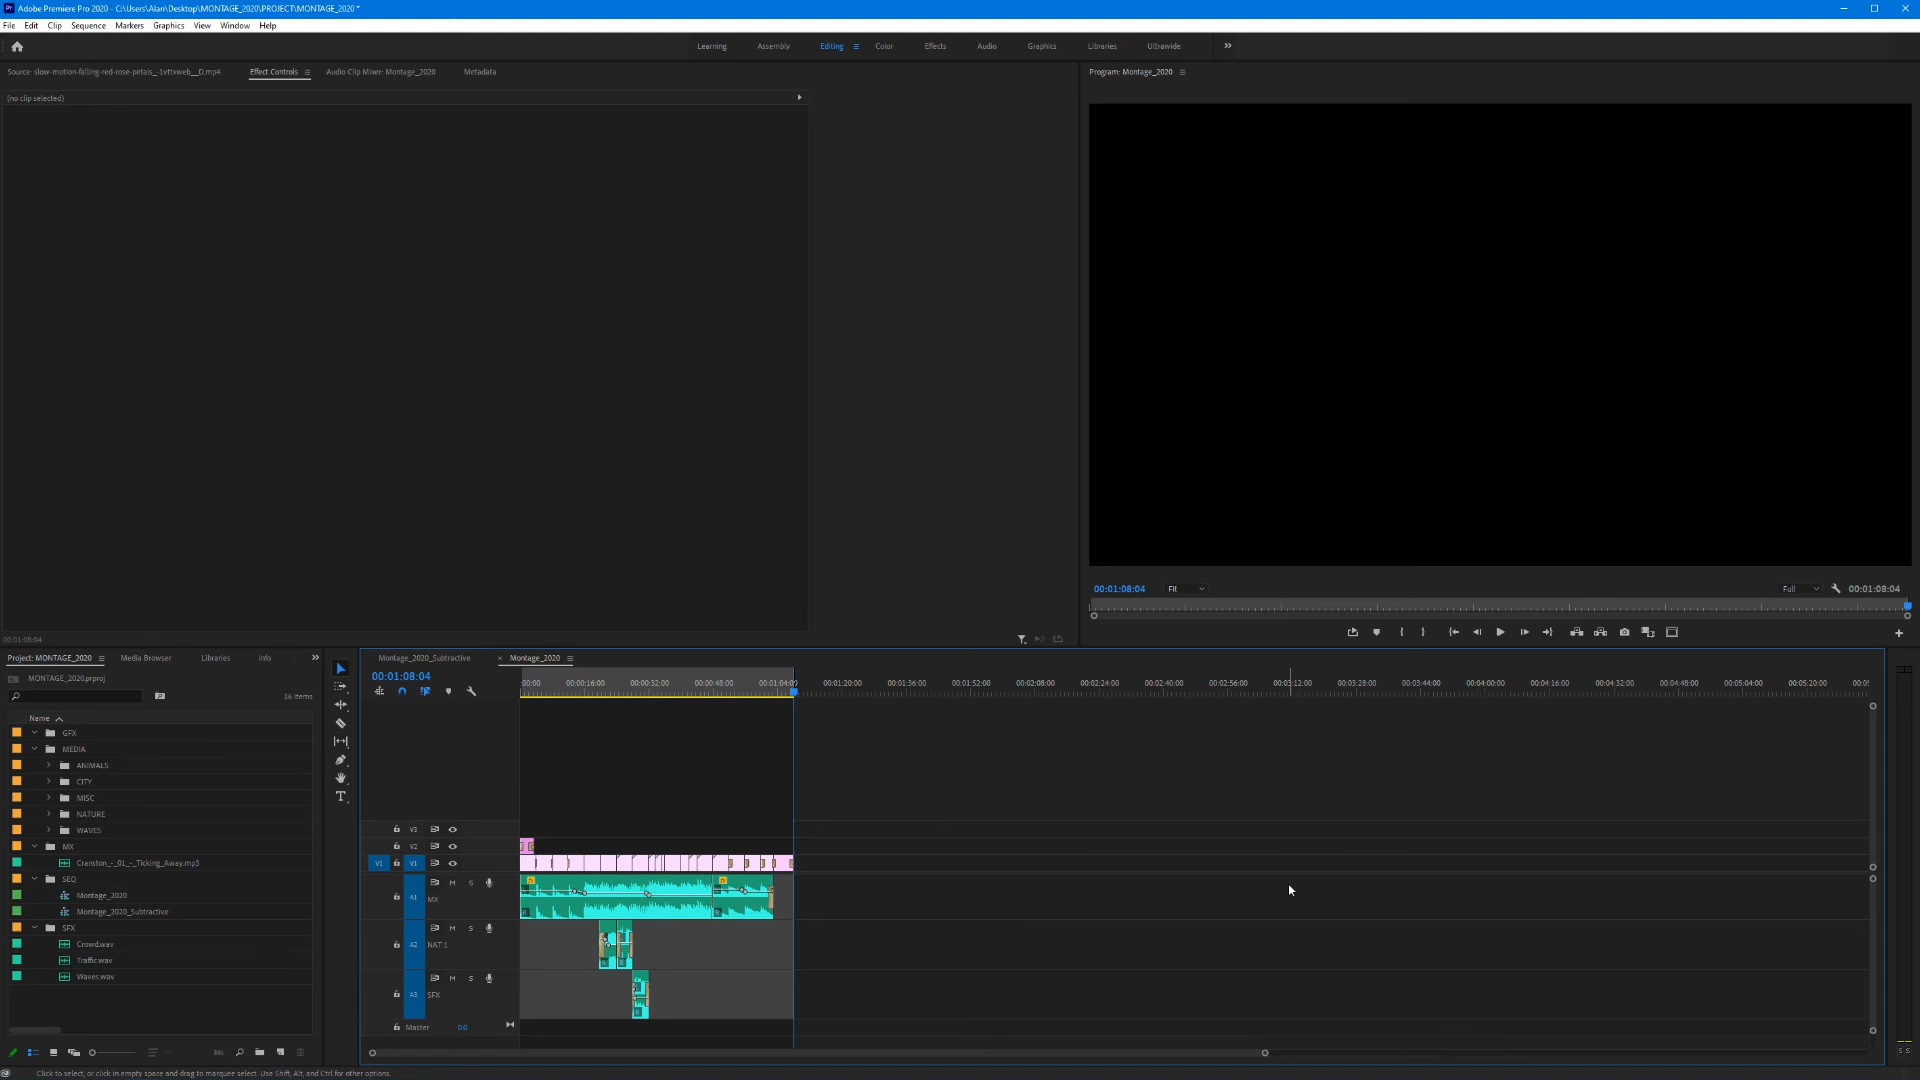 Adobe Premiere Pro 2020 - C:\Users\Alan\Desktop\MONTAGE_2020\PROJECT\MONTAGE_2020 *
File Edit Clip Sequence Markers Graphics View Window Help
Learning Assembly Editing Color Effects Audio Graphics Libraries Ultrawide
Source: slow-motion-falling-red-rose-petals_-1vttxweb__D.mp4 Effect Controls Audio Clip Mixer: Montage_2020 Metadata Program: Montage_2020
(no clip selected)
00:01:08:04 Fit Full 00:01:08:04
00:01:08:04
Project: MONTAGE_2020 Media Browser Libraries Info Montage_2020_Subtractive × Montage_2020
MONTAGE_2020.prproj 00:01:08:04
16 Items
:00:00 00:00:16:00 00:00:32:00 00:00:48:00 00:01:04:00 00:01:20:00 00:01:36:00 00:01:52:00 00:02:08:00 00:02:24:00 00:02:40:00 00:02:56:00 00:03:12:00 00:03:28:00 00:03:44:00 00:04:00:00 00:04:16:00 00:04:32:00 00:04:48:00 00:05:04:00 00:05:20:00
Name
GFX
MEDIA
ANIMALS
CITY
MISC
NATURE
WAVES
MX
Cranston_-_01_-_Ticking_Away.mp3
SEQ
Montage_2020
Montage_2020_Subtractive
SFX
Crowd.wav
Traffic.wav
Waves.wav
V3
V2
V1 V1
A1 M S
MX
A2 M S
NAT 1
A3 M S
SFX
Master 0.0
S S
Click to select, or click in empty space and drag to marquee select. Use Shift, Alt, and Ctrl for other options.